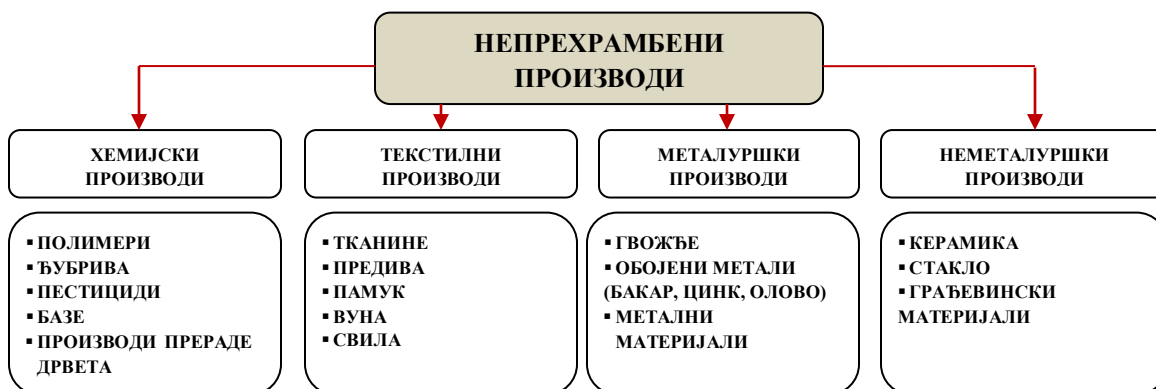 НЕПРЕХРАМБЕНИ
ПРОИЗВОДИ
ХЕМИЈСКИ
ПРОИЗВОДИ
ТЕКСТИЛНИ
ПРОИЗВОДИ
МЕТАЛУРШКИ
ПРОИЗВОДИ
НЕМЕТАЛУРШКИ
ПРОИЗВОДИ
▪ ПОЛИМЕРИ
▪ ЂУБРИВА
▪ ПЕСТИЦИДИ
▪ БАЗЕ
▪ ПРОИЗВОДИ ПРЕРАДЕ
ДРВЕТА
▪ ТКАНИНЕ
▪ ПРЕДИВА
▪ ПАМУК
▪ ВУНА
▪ СВИЛА
▪ ГВОЖЂЕ
▪ ОБОЈЕНИ МЕТАЛИ
(БАКАР, ЦИНК, ОЛОВО)
▪ МЕТАЛНИ
МАТЕРИЈАЛИ
▪ КЕРАМИКА
▪ СТАКЛО
▪ ГРАЂЕВИНСКИ
МАТЕРИЈАЛИ